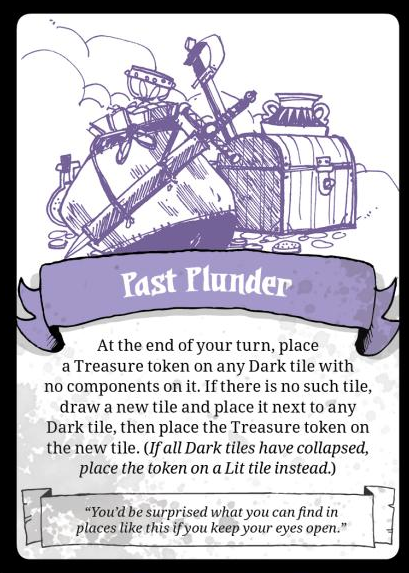 Past Plunder
At the end of your turn, place
a Treasure token on any Dark tile with
no components on it. If there is no such tile,
draw a new tile and place it next to any
Dark tile, then place the Treasure token on
the new tile. (If all Dark tiles have collapsed,
place the token on a Lit tile instead.)
“You’d be surprised what you can find in
places like this if you keep your eyes open.”